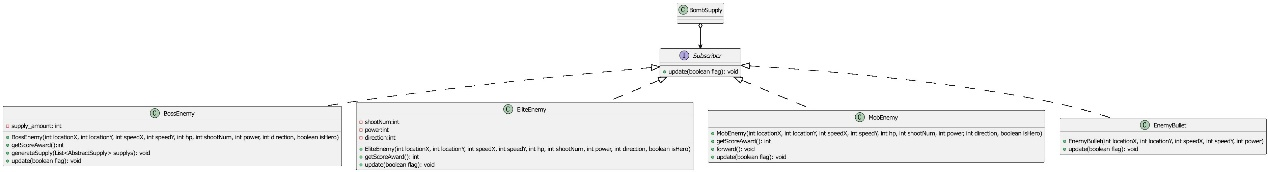 C BombSupply
I Subscriber
update(boolean flag): void
C BossEnemy
supply_amount: int
BossEnemy(int locationX, int locationY, int speedX, int speedY, int hp, int shootNum, int power, int direction, boolean isHero)
getScoreAward():int
generateSupply(List<AbstractSupply> supplys): void
update(boolean flag): void
C EliteEnemy
shootNum:int
power:int
direction:int
EliteEnemy(int locationX, int locationY, int speedX, int speedY, int hp, int shootNum, int power, int direction, boolean isHero)
getScoreAward(): int
update(boolean flag): void
C MobEnemy
MobEnemy(int locationX, int locationY, int speedX, int speedY, int hp, int shootNum, int power, int direction, boolean isHero)
getScoreAward(): int
forward(): void
update(boolean flag): void
C EnemyBullet
EnemyBullet(int locationX, int locationY, int speedX, int speedY, int power)
update(boolean flag): void